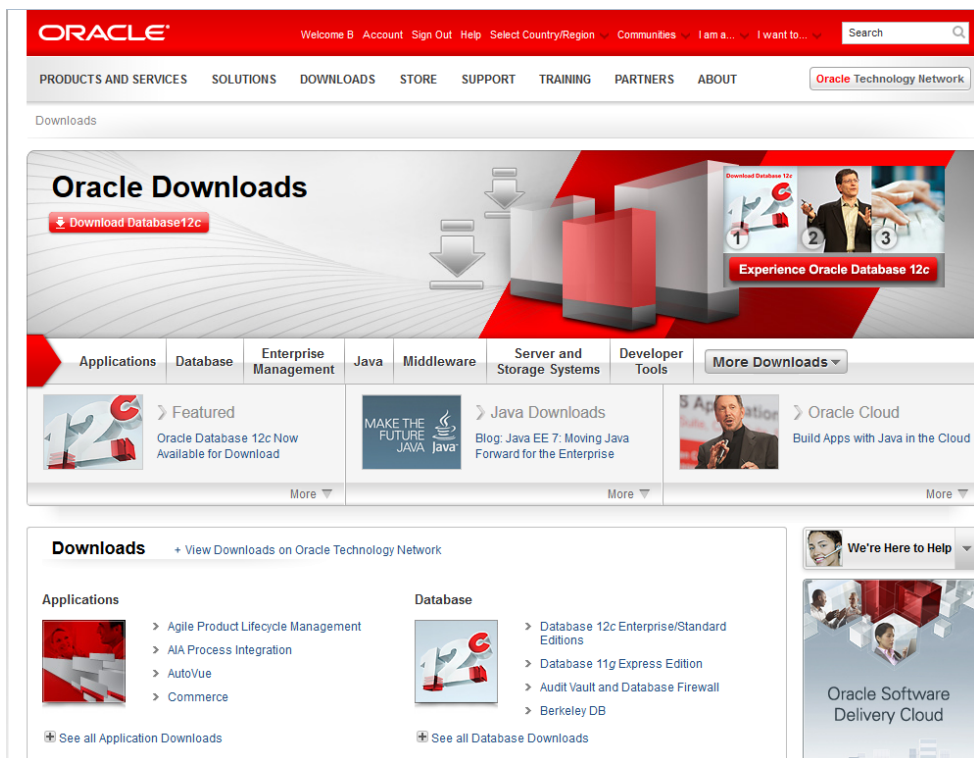 ORACLE
Welcome B Account Sign Out Help Select Country/Region Communities I am a... I want to... Search
PRODUCTS AND SERVICES SOLUTIONS DOWNLOADS STORE SUPPORT TRAINING PARTNERS ABOUT Oracle Technology Network
Downloads
Oracle Downloads
Download Database12c
Download Database 12c
12c
1 2 3
Experience Oracle Database 12c
Applications Database Enterprise Management Java Middleware Server and Storage Systems Developer Tools More Downloads
12c
Featured
Oracle Database 12c Now
Available for Download
More
MAKE THE
FUTURE
JAVA Java
Java Downloads
Blog: Java EE 7: Moving Java
Forward for the Enterprise
More
Oracle Cloud
Build Apps with Java in the Cloud
More
Downloads + View Downloads on Oracle Technology Network
Applications
Agile Product Lifecycle Management
AIA Process Integration
AutoVue
Commerce
See all Application Downloads
Database
12c
Database 12c Enterprise/Standard
Editions
Database 11g Express Edition
Audit Vault and Database Firewall
Berkeley DB
See all Database Downloads
We're Here to Help
Oracle Software
Delivery Cloud